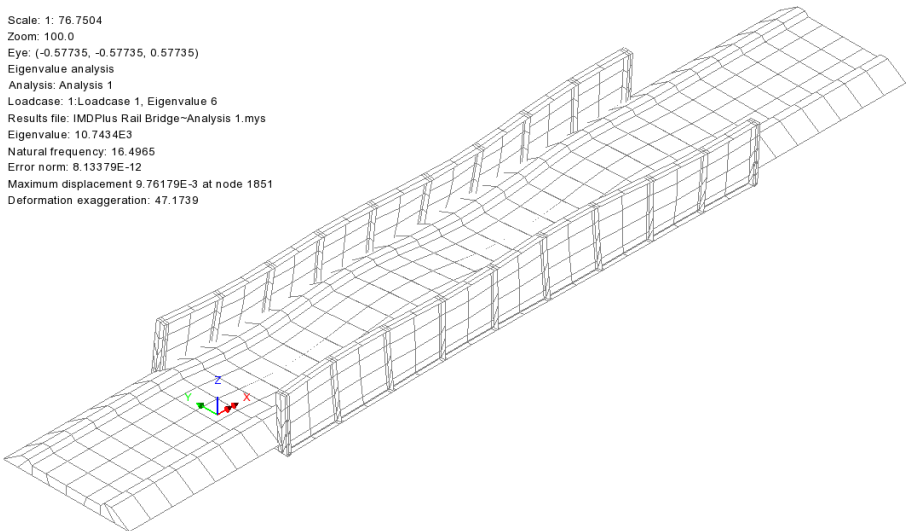 Scale: 1: 76.7504
Zoom: 100.0
Eye: (-0.57735, -0.57735, 0.57735)
Eigenvalue analysis
Analysis: Analysis 1
Loadcase: 1:Loadcase 1, Eigenvalue 6
Results file: IMDPlus Rail Bridge~Analysis 1.mys
Eigenvalue: 10.7434E3
Natural frequency: 16.4965
Error norm: 8.13379E-12
Maximum displacement 9.76179E-3 at node 1851
Deformation exaggeration: 47.1739
Z
Y
X